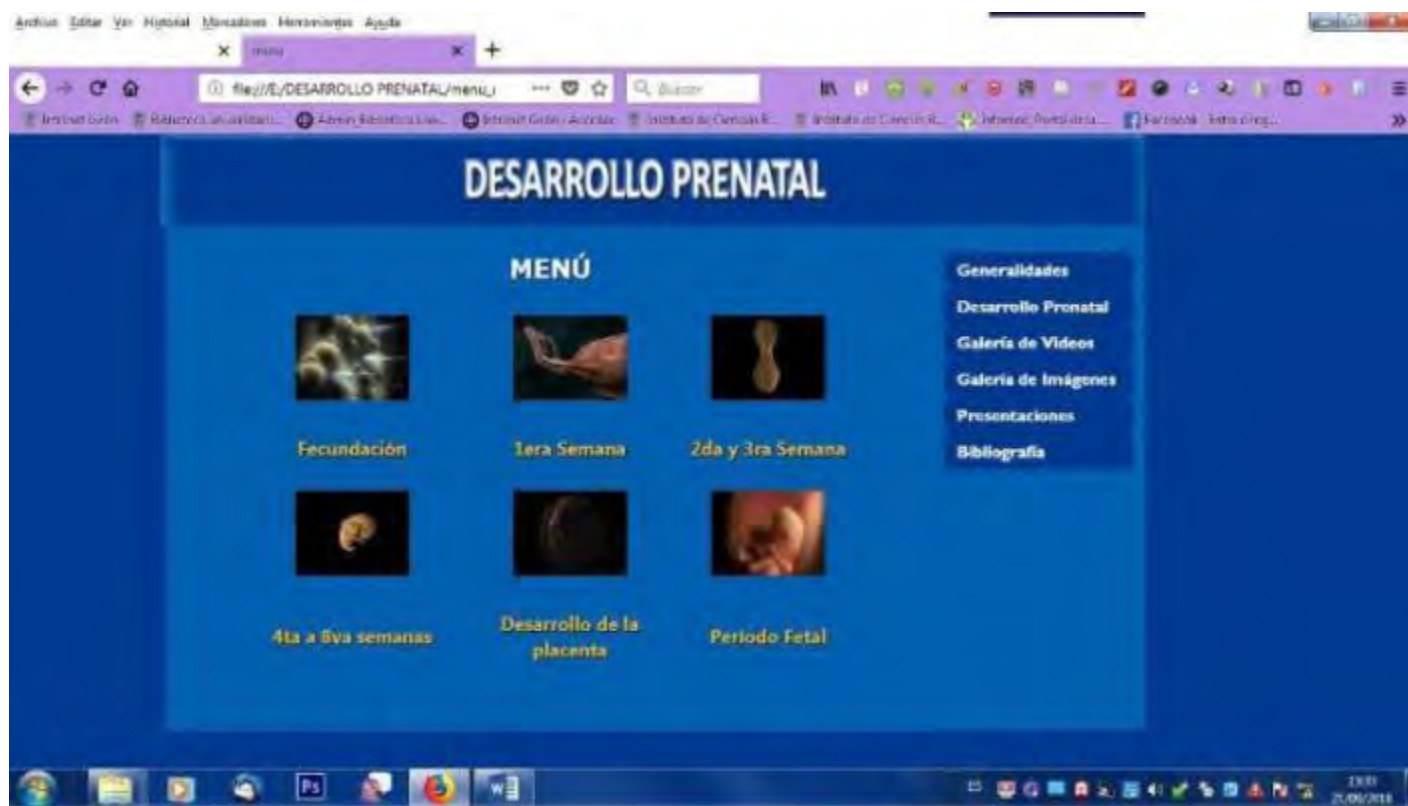 Archivo Editar Ver Historial Marcadores Herramientas Ayuda
menu
file:///E:/DESARROLLO PRENATAL/menu_
Buscar
DESARROLLO PRENATAL
MENÚ
Fecundación
1era Semana
2da y 3ra Semana
4ta a 8va semanas
Desarrollo de la
placenta
Periodo Fetal
Generalidades
Desarrollo Prenatal
Galería de Videos
Galería de Imágenes
Presentaciones
Bibliografía
Ps
W